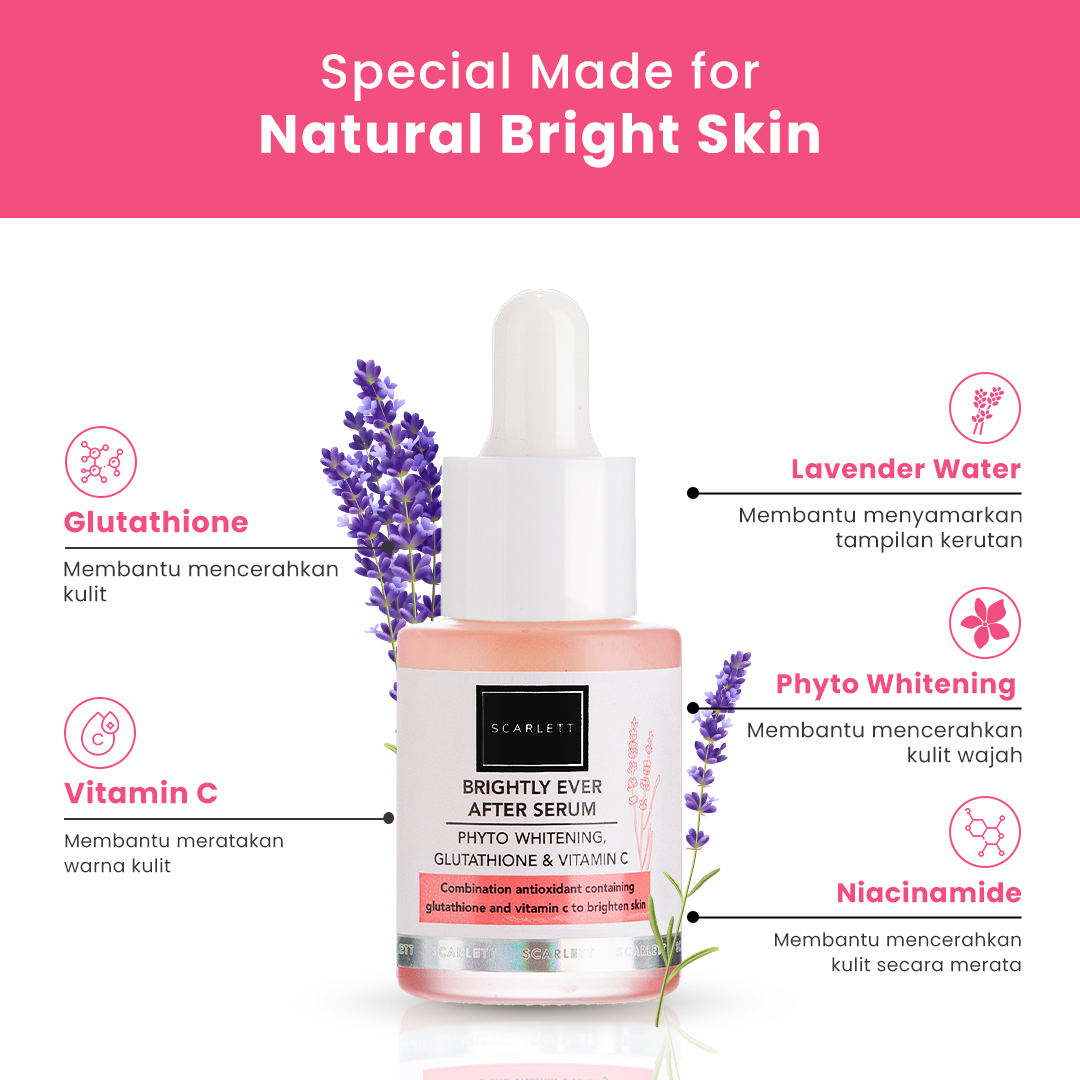 Special Made for
Natural Bright Skin
Glutathione
Membantu mencerahkan
kulit
Vitamin C
Membantu meratakan
warna kulit
C
Lavender Water
Membantu menyamarkan
tampilan kerutan
Phyto Whitening
Membantu mencerahkan
kulit wajah
Niacinamide
Membantu mencerahkan
kulit secara merata
SCARLETT
BRIGHTLY EVER
AFTER SERUM
PHYTO WHITENING,
GLUTATHIONE & VITAMIN C
Combination antioxidant containing
glutathione and vitamin c to brighten skin
SCARLETT SCARLETT